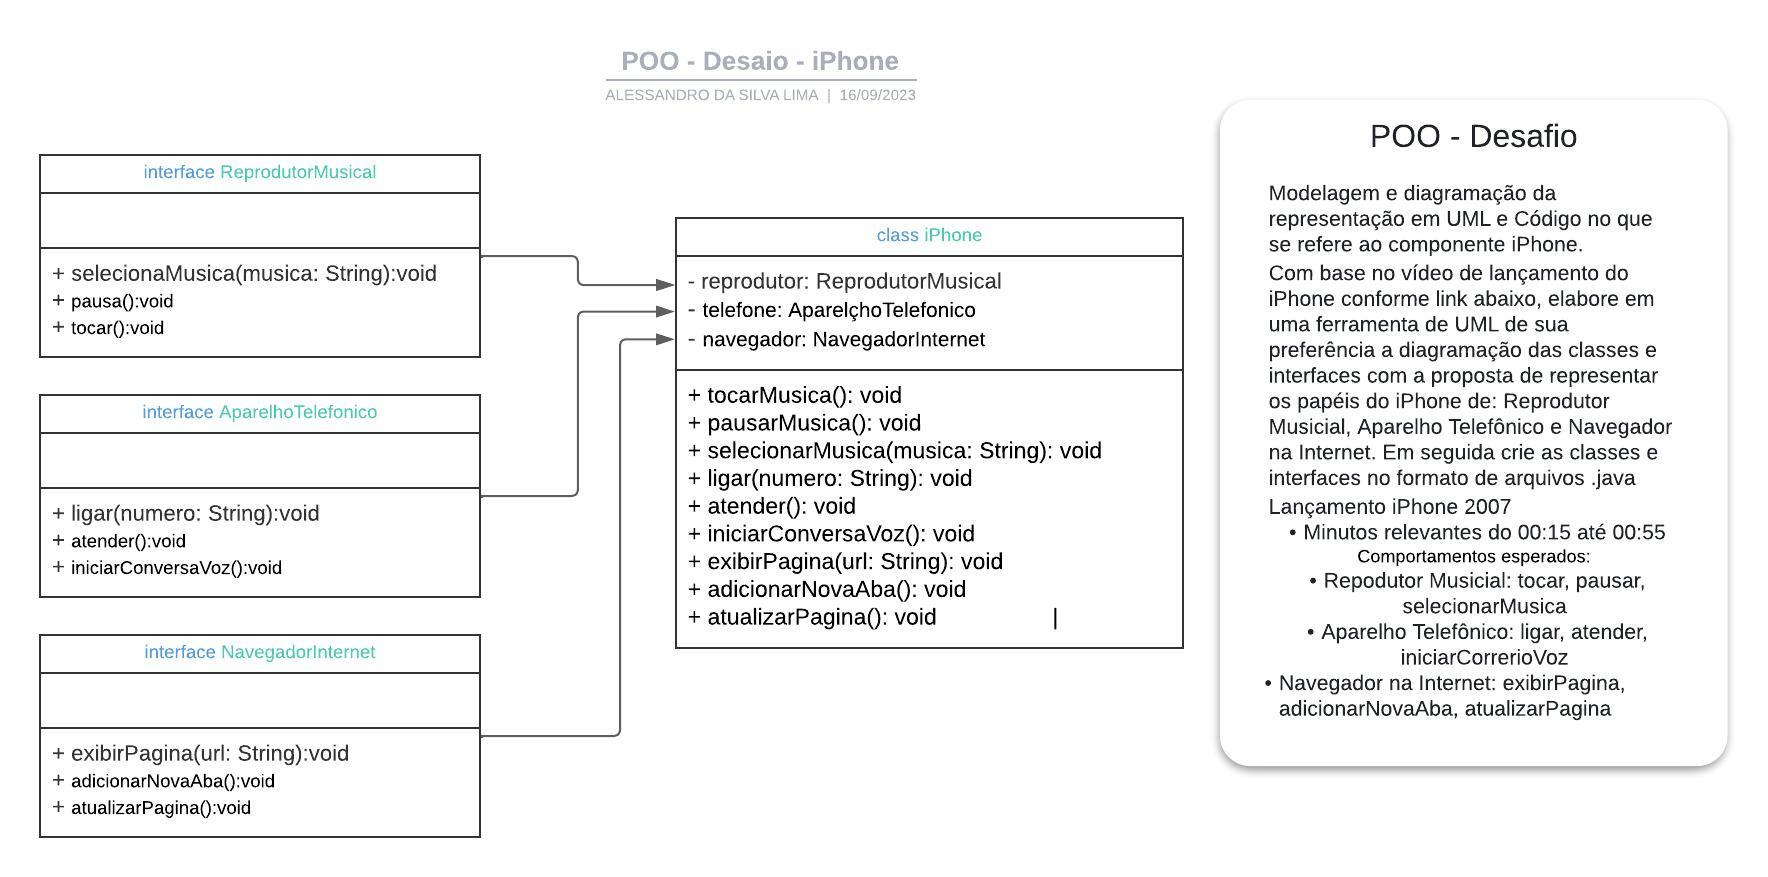 POO - Desaio - iPhone
ALESSANDRO DA SILVA LIMA | 16/09/2023
interface ReprodutorMusical
+ selecionaMusica(musica: String):void
+ pausa():void
+ tocar():void
interface AparelhoTelefonico
+ ligar(numero: String):void
+ atender():void
+ iniciarConversaVoz():void
interface NavegadorInternet
+ exibirPagina(url: String):void
+ adicionarNovaAba():void
+ atualizarPagina():void
class iPhone
- reprodutor: ReprodutorMusical
- telefone: AparelçhoTelefonico
- navegador: NavegadorInternet
+ tocarMusica(): void
+ pausarMusica(): void
+ selecionarMusica(musica: String): void
+ ligar(numero: String): void
+ atender(): void
+ iniciarConversaVoz(): void
+ exibirPagina(url: String): void
+ adicionarNovaAba(): void
+ atualizarPagina(): void |
POO - Desafio
Modelagem e diagramação da
representação em UML e Código no que
se refere ao componente iPhone.
Com base no vídeo de lançamento do
iPhone conforme link abaixo, elabore em
uma ferramenta de UML de sua
preferência a diagramação das classes e
interfaces com a proposta de representar
os papéis do iPhone de: Reprodutor
Musicial, Aparelho Telefônico e Navegador
na Internet. Em seguida crie as classes e
interfaces no formato de arquivos .java
Lançamento iPhone 2007
• Minutos relevantes do 00:15 até 00:55
Comportamentos esperados:
• Repodutor Musicial: tocar, pausar,
selecionarMusica
• Aparelho Telefônico: ligar, atender,
iniciarCorrerioVoz
• Navegador na Internet: exibirPagina,
adicionarNovaAba, atualizarPagina